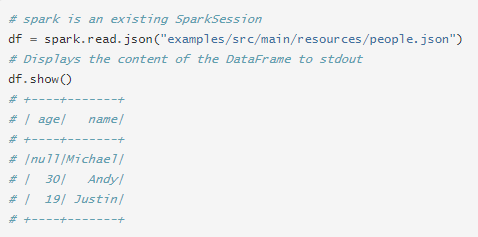 # spark is an existing SparkSession
df = spark.read.json("examples/src/main/resources/people.json")
# Displays the content of the DataFrame to stdout
df.show()
# +----+-------+
# | age|   name|
# +----+-------+
# |null|Michael|
# |  30|   Andy|
# |  19| Justin|
# +----+-------+